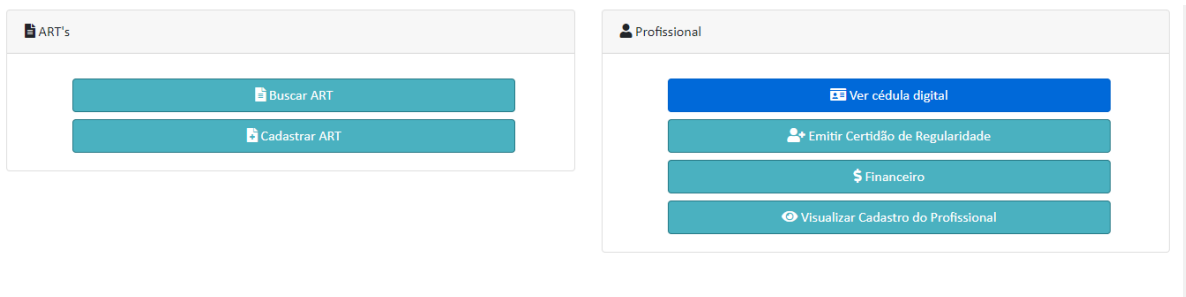 ART's
Buscar ART
Cadastrar ART
Profissional
Ver cédula digital
Emitir Certidão de Regularidade
$ Financeiro
Visualizar Cadastro do Profissional